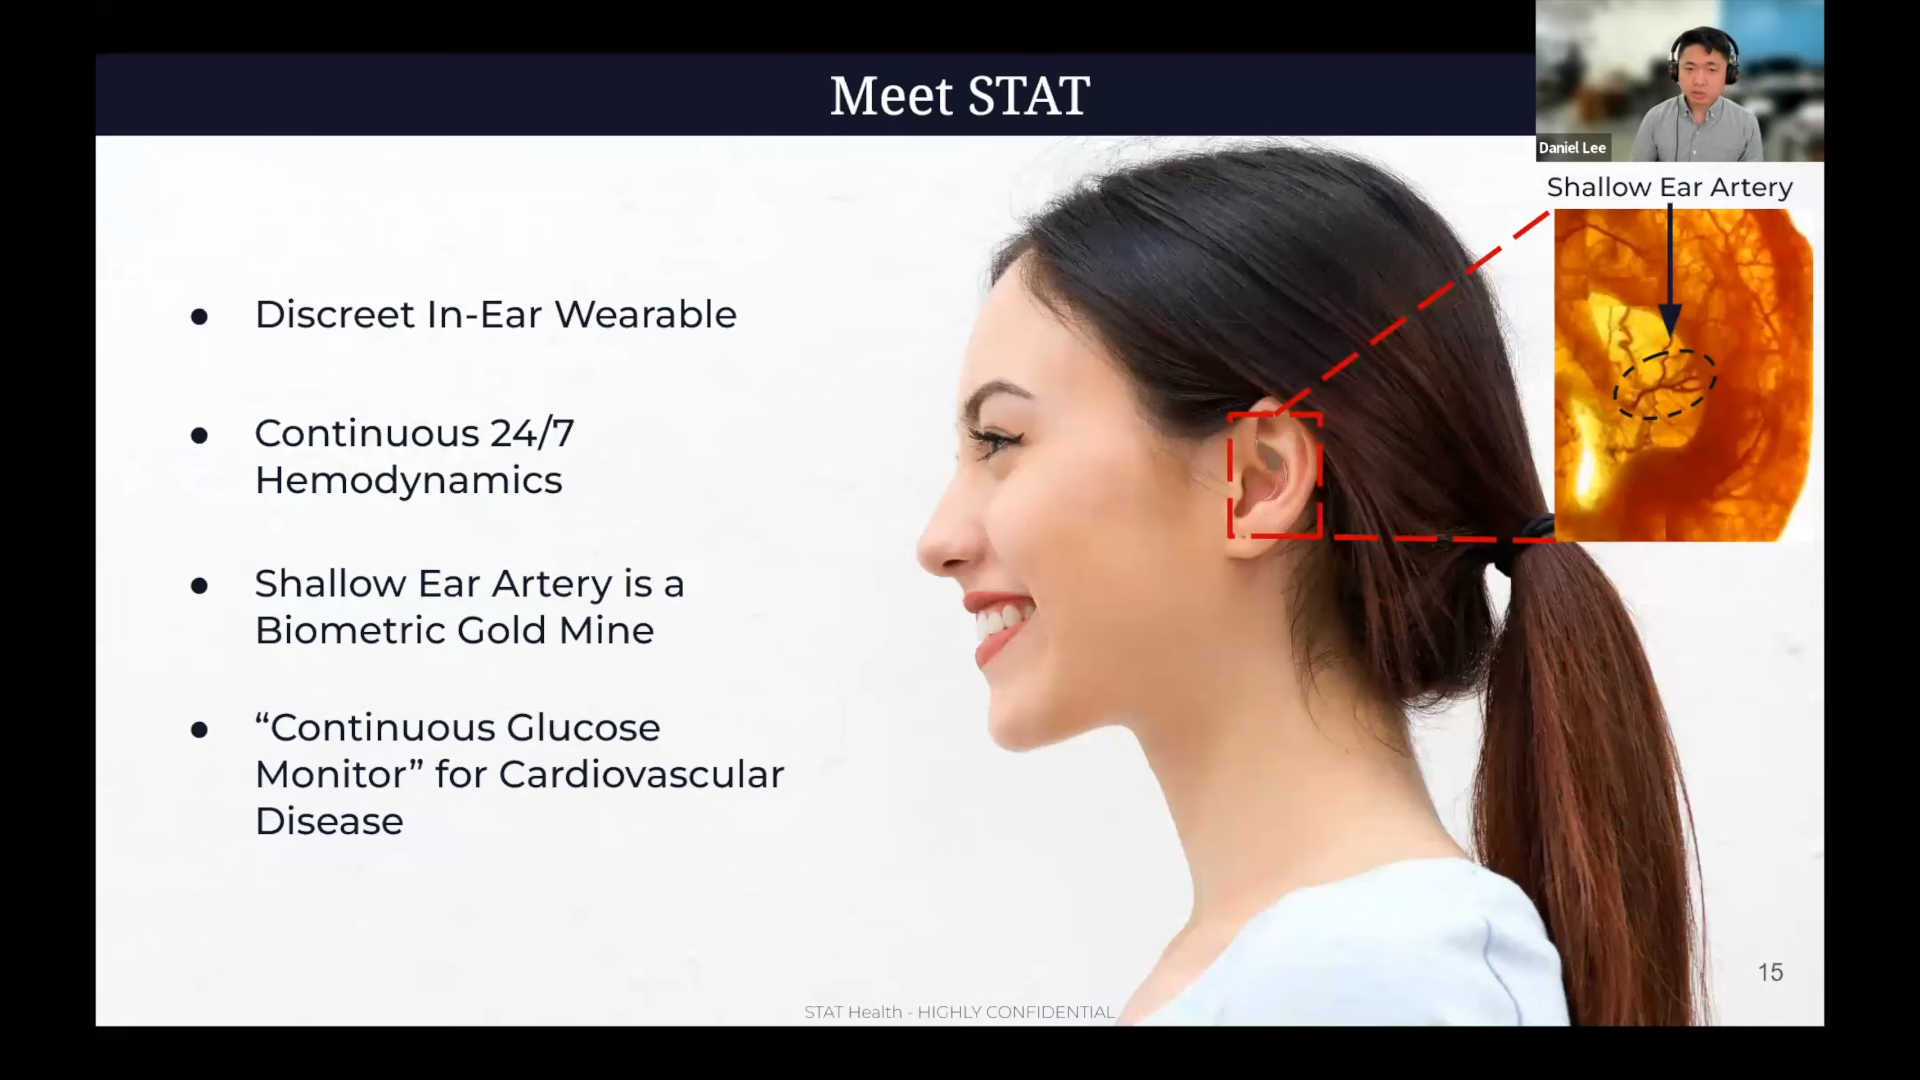 Meet STAT
Daniel Lee
Shallow Ear Artery
● Discreet In-Ear Wearable
● Continuous 24/7
Hemodynamics
● Shallow Ear Artery is a
Biometric Gold Mine
● “Continuous Glucose
Monitor” for Cardiovascular
Disease
15
STAT Health - HIGHLY CONFIDENTIAL